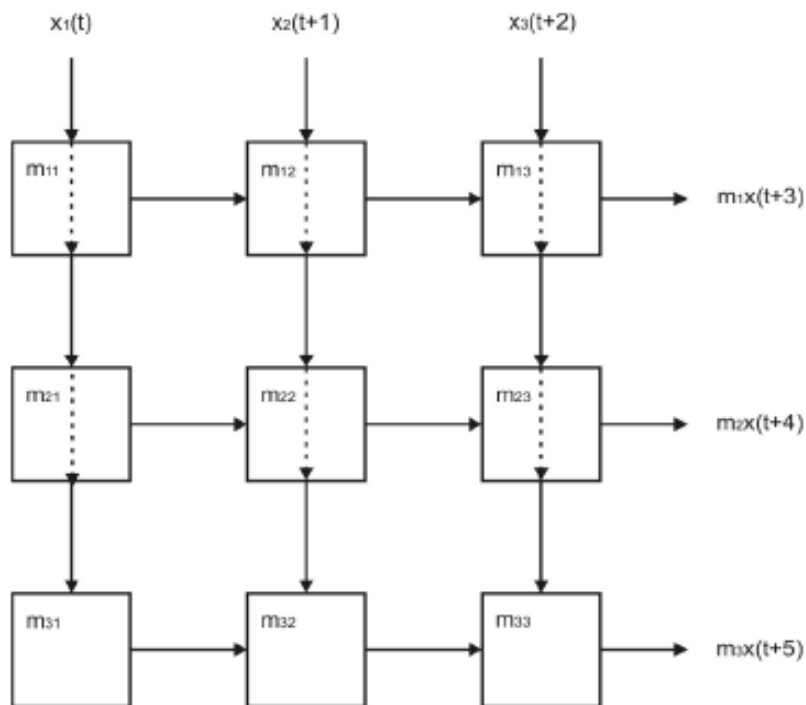 x₁(t) x₂(t+1) x₃(t+2)
m₁₁ m₁₂ m₁₃ m₁x(t+3)
m₂₁ m₂₂ m₂₃ m₂x(t+4)
m₃₁ m₃₂ m₃₃ m₃x(t+5)